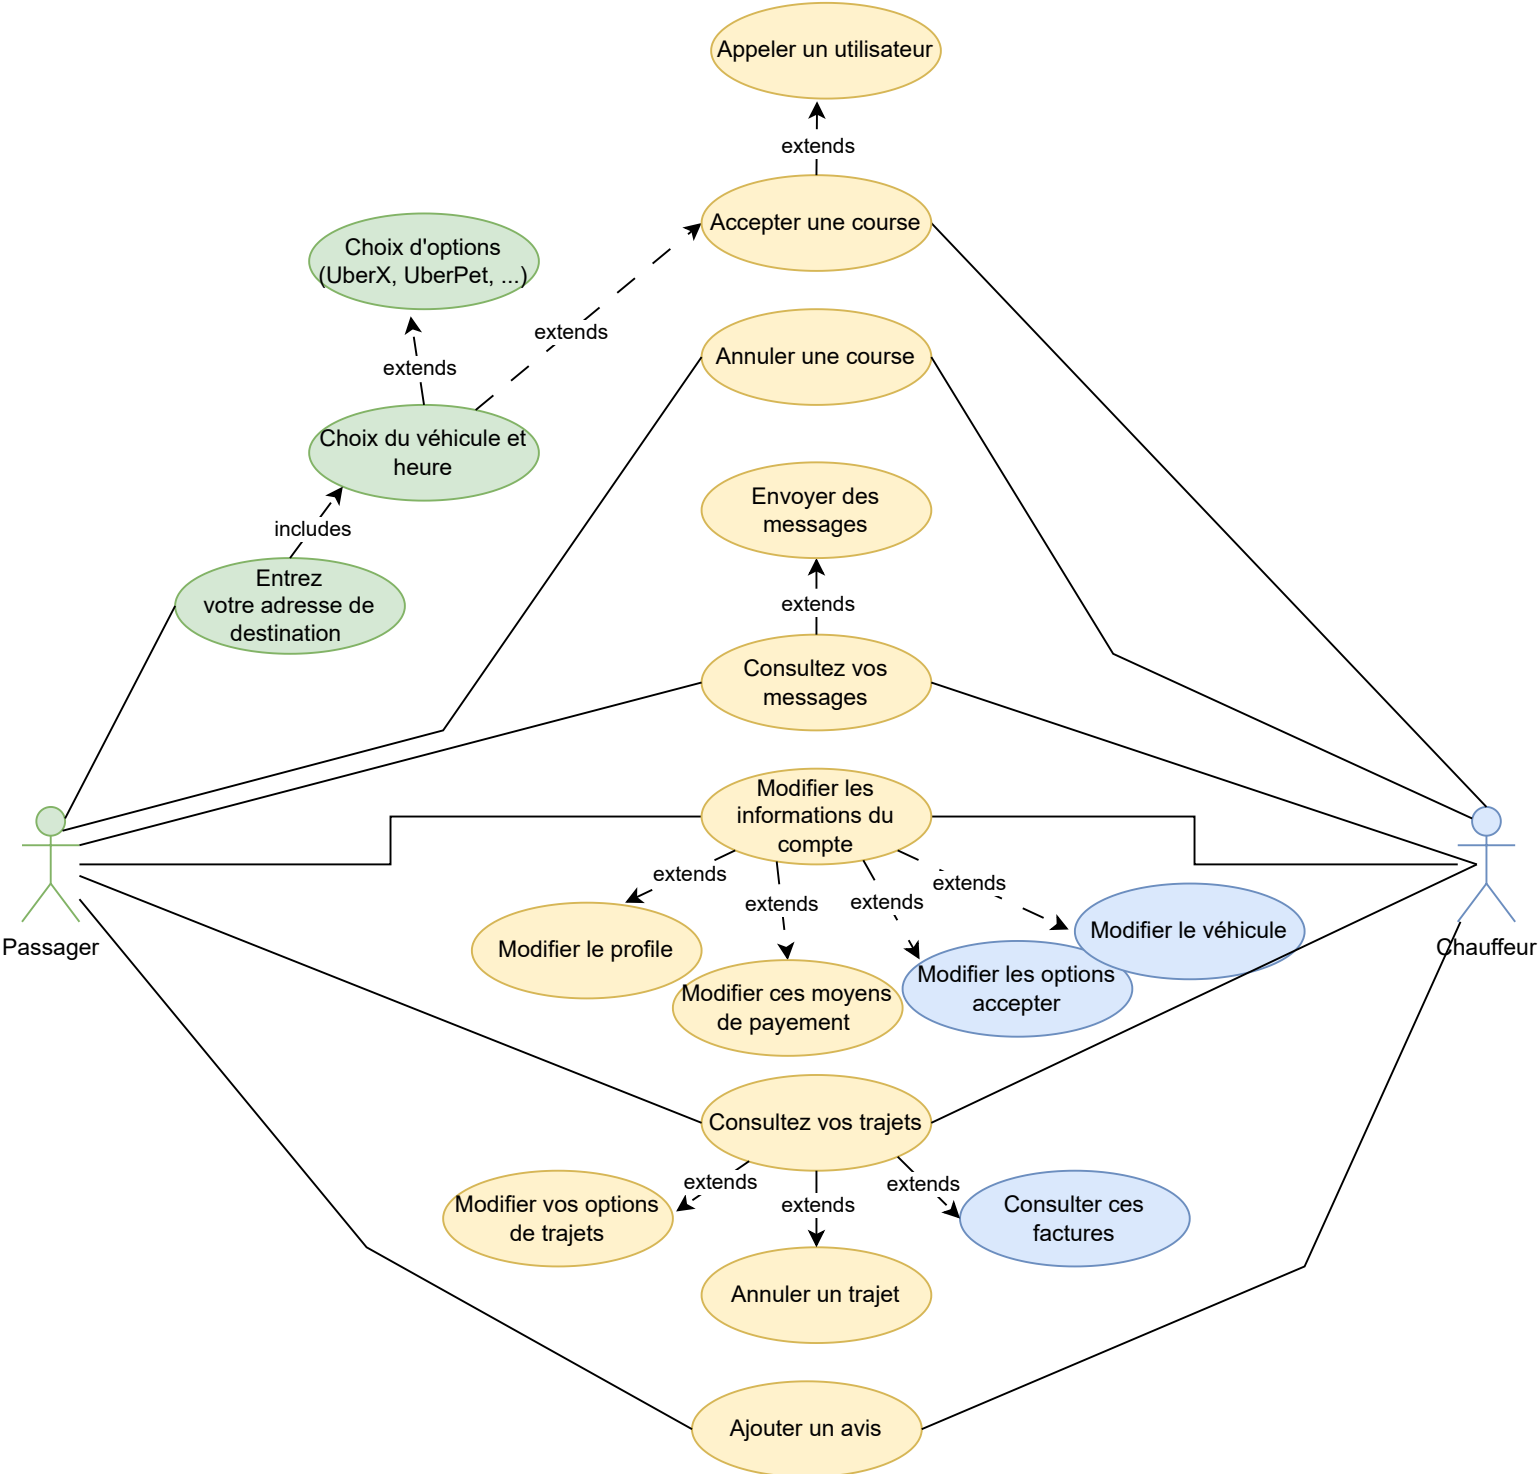 Appeler un utilisateur
extends
Accepter une course
Choix d'options
(UberX, UberPet, ...)
extends
extends
Annuler une course
Choix du véhicule et
heure
includes
Envoyer des
messages
extends
Entrez
votre adresse de
destination
Consultez vos
messages
Modifier les
informations du
compte
extends
extends
extends
extends
Passager
Chauffeur
Modifier le profile
Modifier ces moyens
de payement
Modifier les options
accepter
Modifier le véhicule
Consultez vos trajets
extends
extends
extends
Modifier vos options
de trajets
Consulter ces
factures
Annuler un trajet
Ajouter un avis